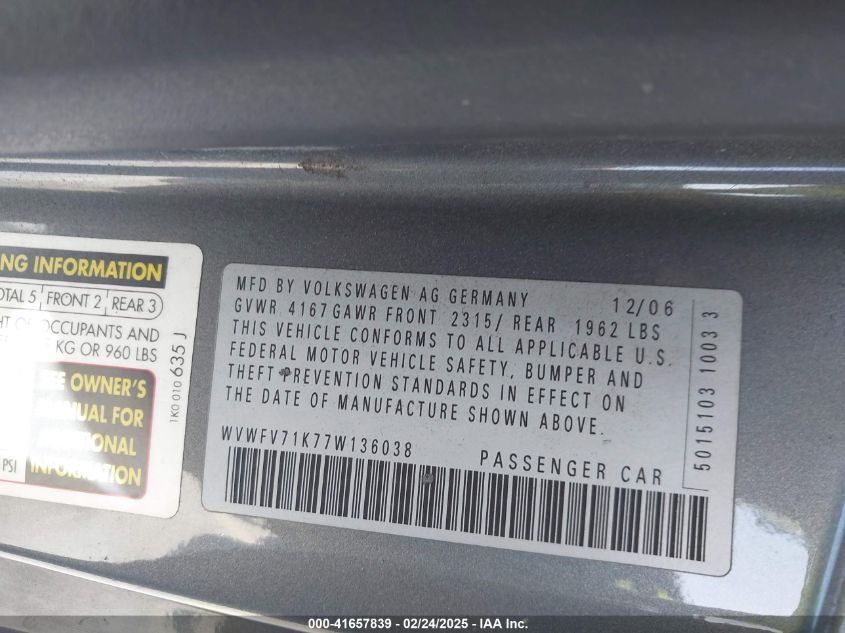 NG INFORMATION
TOTAL 5 FRONT 2 REAR 3
OCCUPANTS AND
KG OR 960 LBS
OWNER'S
MANUAL FOR
INFORMATION
PSI
1K0 010 635 J
MFD BY VOLKSWAGEN AG GERMANY 12/06
GVWR 4167 GAWR FRONT 2315/ REAR 1962 LBS
THIS VEHICLE CONFORMS TO ALL APPLICABLE U.S.
FEDERAL MOTOR VEHICLE SAFETY, BUMPER AND
THEFT PREVENTION STANDARDS IN EFFECT ON
THE DATE OF MANUFACTURE SHOWN ABOVE.
WVWFV71K77W136038 PASSENGER CAR
5015103 1003 3
000-41657839 - 02/24/2025 - IAA Inc.